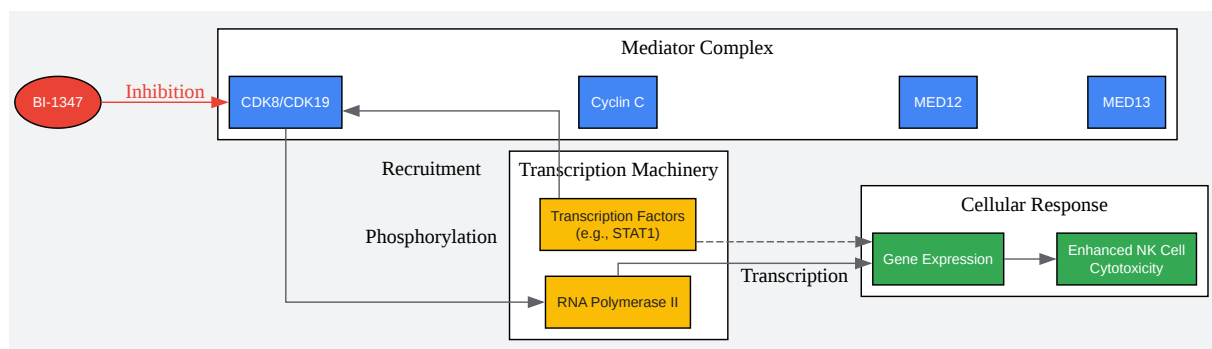 Mediator Complex
BI-1347
Inhibition
CDK8/CDK19
Cyclin C
MED12
MED13
Recruitment
Transcription Machinery
Transcription Factors
(e.g., STAT1)
Phosphorylation
RNA Polymerase II
Transcription
Cellular Response
Gene Expression
Enhanced NK Cell
Cytotoxicity